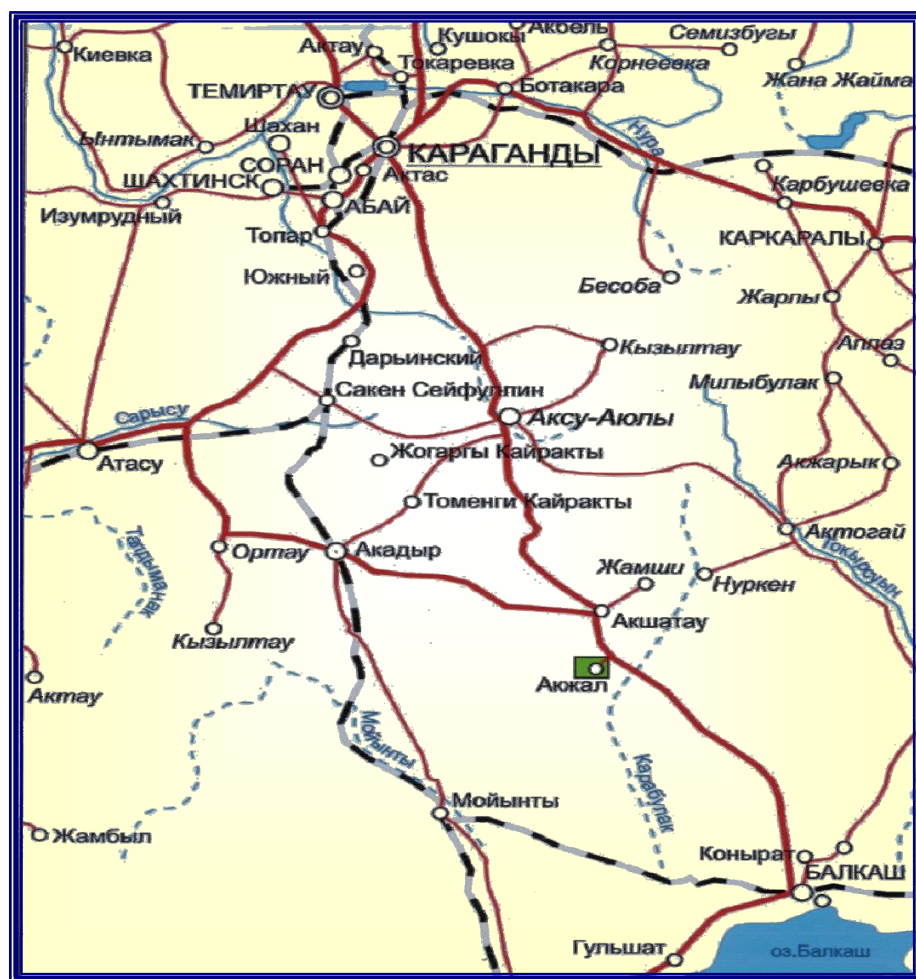 Киевка
Актау
Кушокы
Акбель
Семизбугы
Токаревка
Корнеевка
Жана Жайма
ТЕМИРТАУ
Ботакара
Ынтымак
Шахан
Нура
СОРАН
КАРАГАНДЫ
ШАХТИНСК
Актас
Карбушевка
Изумрудный
АБАЙ
Топар
КАРКАРАЛЫ
Южный
Бесоба
Жарлы
Дарьинский
Кызылтау
Аппаз
Сакен Сейфуллин
Милыбулак
Сарысу
Аксу-Аюлы
Атасу
Жогаргы Кайракты
Акжарык
Томенги Кайракты
Талдыманак
Ортау
Акадыр
Актогай
Токырауын
Жамши
Нуркен
Кызылтау
Акшатау
Актау
Акжал
Мойынты
Карабулак
Мойынты
Жамбыл
Конырат
БАЛКАШ
Гульшат
оз.Балкаш